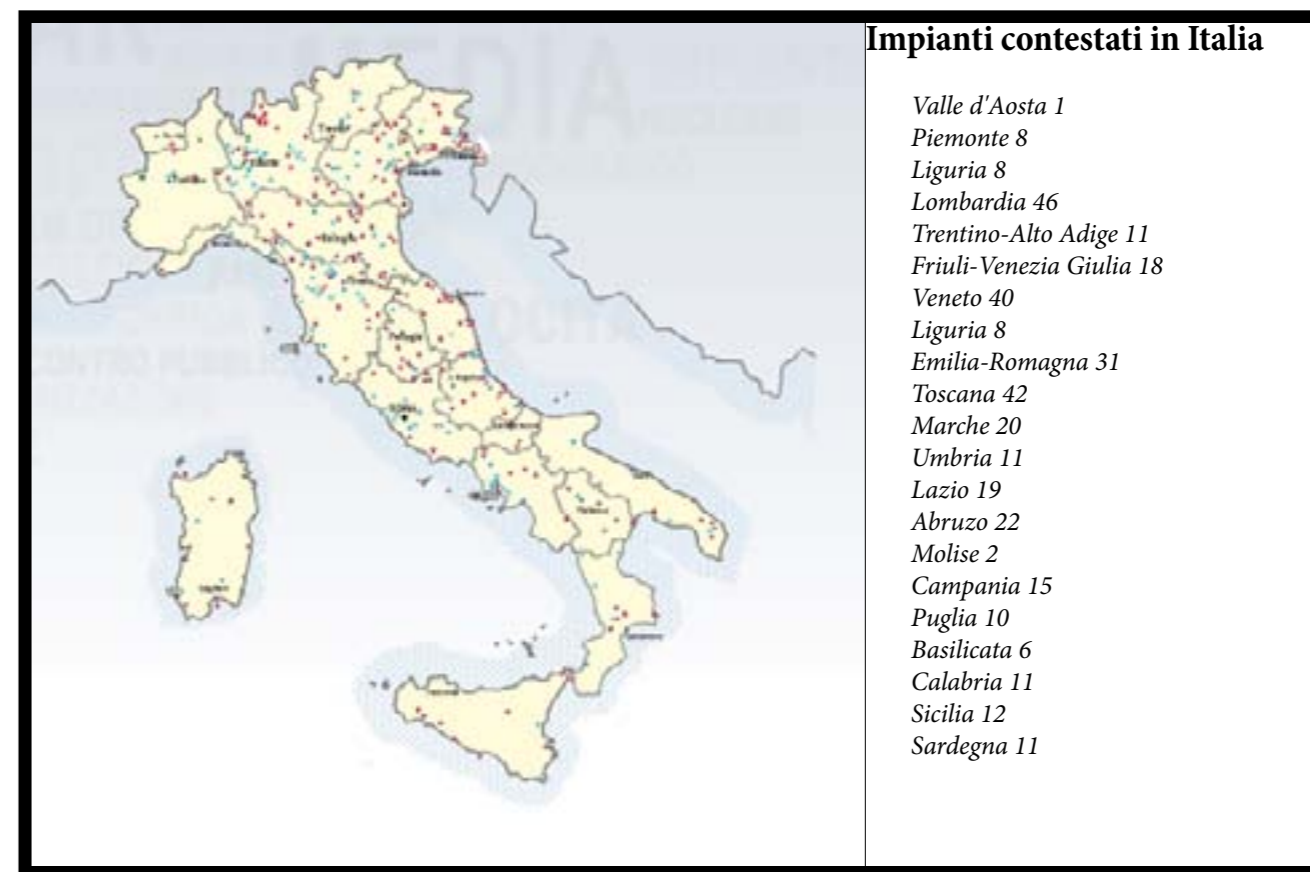 Impianti contestati in Italia
Valle d'Aosta 1
Piemonte 8
Liguria 8
Lombardia 46
Trentino-Alto Adige 11
Friuli-Venezia Giulia 18
Veneto 40
Liguria 8
Emilia-Romagna 31
Toscana 42
Marche 20
Umbria 11
Lazio 19
Abruzo 22
Molise 2
Campania 15
Puglia 10
Basilicata 6
Calabria 11
Sicilia 12
Sardegna 11